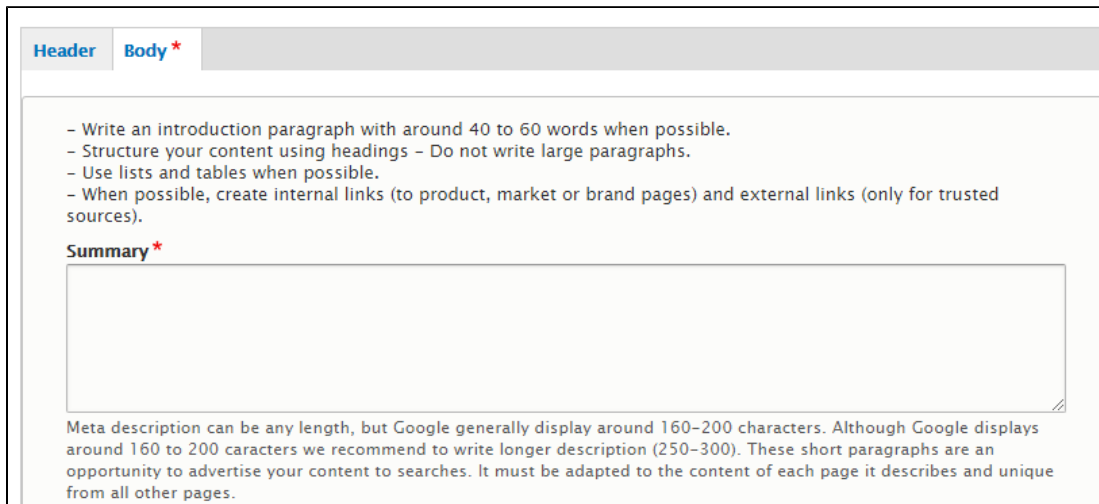 Header Body *
– Write an introduction paragraph with around 40 to 60 words when possible.
– Structure your content using headings – Do not write large paragraphs.
– Use lists and tables when possible.
– When possible, create internal links (to product, market or brand pages) and external links (only for trusted
sources).
Summary *
Meta description can be any length, but Google generally display around 160–200 characters. Although Google displays
around 160 to 200 caracters we recommend to write longer description (250–300). These short paragraphs are an
opportunity to advertise your content to searches. It must be adapted to the content of each page it describes and unique
from all other pages.